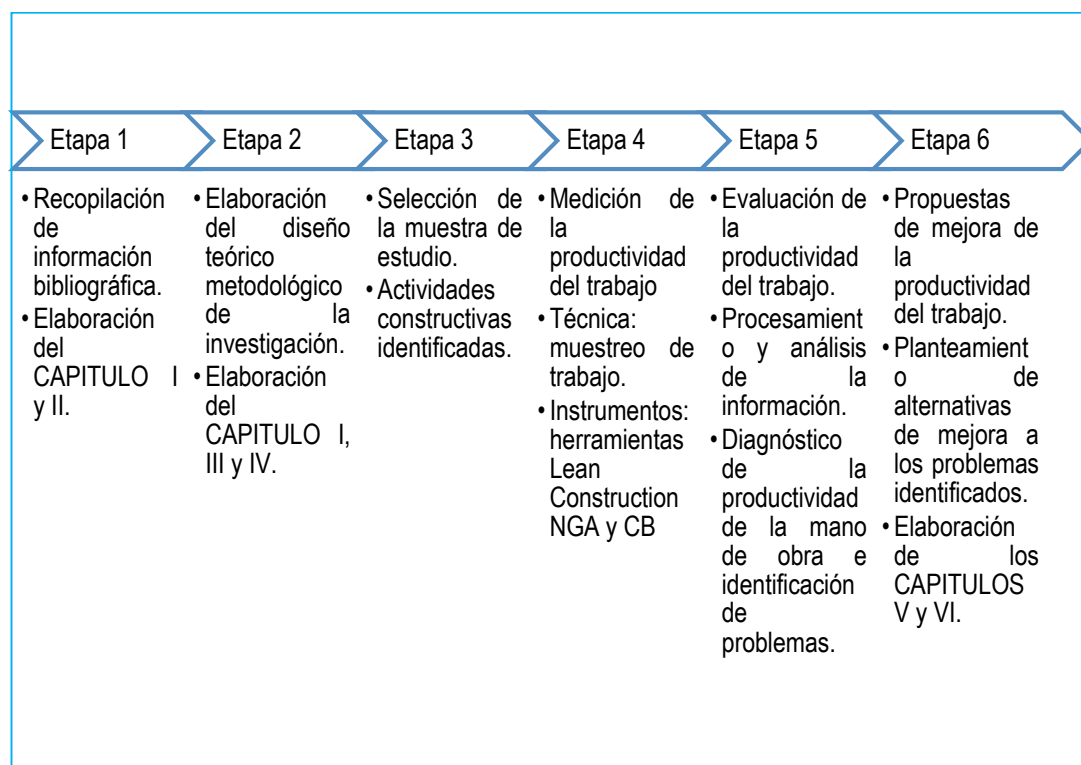 Etapa 1
Etapa 2
Etapa 3
Etapa 4
Etapa 5
Etapa 6
• Recopilación
de
información
bibliográfica.
• Elaboración
del
CAPITULO I
y II.
• Elaboración
del diseño
teórico
metodológico
de la
investigación.
• Elaboración
del
CAPITULO I,
III y IV.
• Selección de
la muestra de
estudio.
• Actividades
constructivas
identificadas.
• Medición de
la
productividad
del trabajo
• Técnica:
muestreo de
trabajo.
• Instrumentos:
herramientas
Lean
Construction
NGA y CB
• Evaluación de
la
productividad
del trabajo.
• Procesamient
o y análisis
de la
información.
• Diagnóstico
de la
productividad
de la mano
de obra e
identificación
de
problemas.
• Propuestas
de mejora de
la
productividad
del trabajo.
• Planteamient
o de
alternativas
de mejora a
los problemas
identificados.
• Elaboración
de los
CAPITULOS
V y VI.